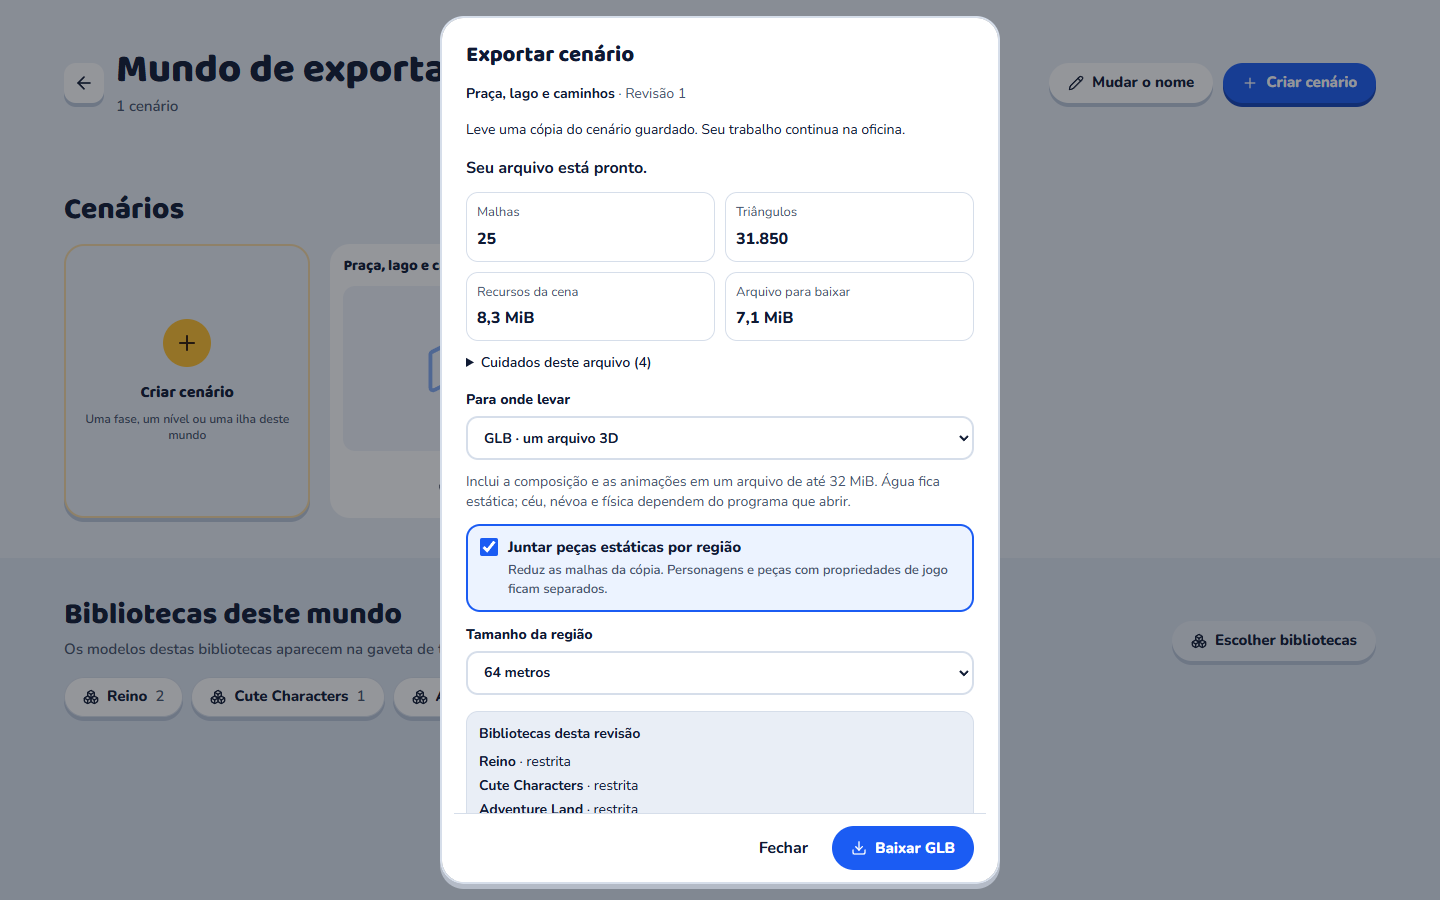 Mundo de exporta
1 cenário
Mudar o nome
Criar cenário
Cenários
Criar cenário
Uma fase, um nível ou uma ilha deste
mundo
Praça, lago e c
Bibliotecas deste mundo
Os modelos destas bibliotecas aparecem na gaveta de
Reino 2
Cute Characters 1
Escolher bibliotecas
Exportar cenário
Praça, lago e caminhos · Revisão 1
Leve uma cópia do cenário guardado. Seu trabalho continua na oficina.
Seu arquivo está pronto.
Malhas
25
Triângulos
31.850
Recursos da cena
8,3 MiB
Arquivo para baixar
7,1 MiB
Cuidados deste arquivo (4)
Para onde levar
GLB · um arquivo 3D
Inclui a composição e as animações em um arquivo de até 32 MiB. Água fica
estática; céu, névoa e física dependem do programa que abrir.
Juntar peças estáticas por região
Reduz as malhas da cópia. Personagens e peças com propriedades de jogo
ficam separados.
Tamanho da região
64 metros
Bibliotecas desta revisão
Reino · restrita
Cute Characters · restrita
Adventure Land · restrita
Fechar
Baixar GLB